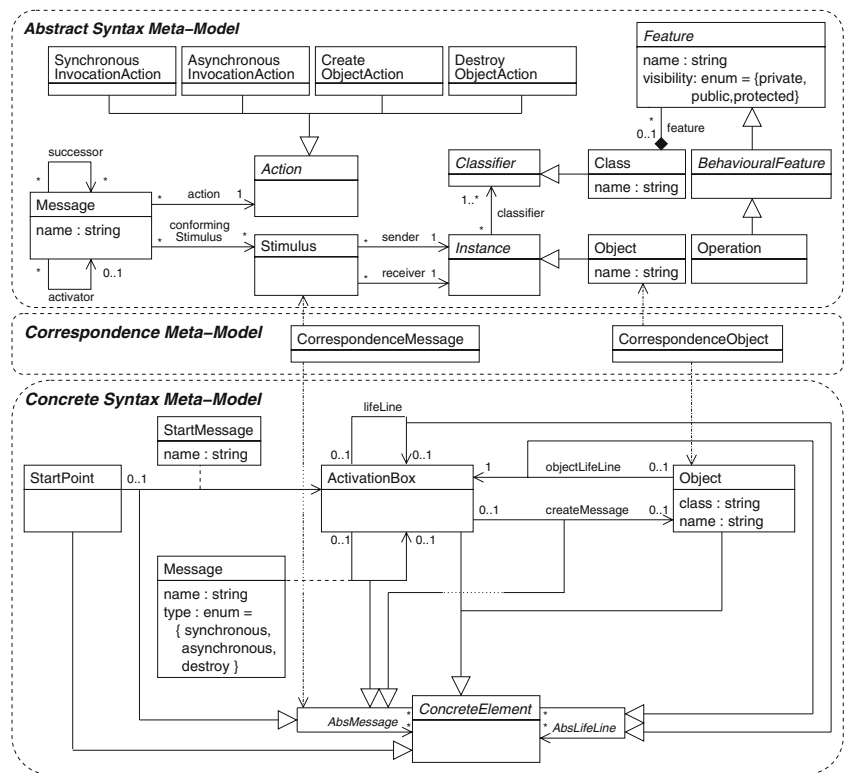 Abstract Syntax Meta−Model
Synchronous
InvocationAction
Asynchronous
InvocationAction
Create
ObjectAction
Destroy
ObjectAction
Feature
name : string
visibility: enum = {private,
public,protected}
*
0..1
feature
successor
*
*
Message
name : string
*
action
1
Action
*
conforming
Stimulus
*
Stimulus
*
0..1
activator
*
sender
1
*
receiver
1
Classifier
1..*
classifier
*
Instance
Class
name : string
Object
name : string
BehaviouralFeature
Operation
Correspondence Meta−Model
CorrespondenceMessage
CorrespondenceObject
Concrete Syntax Meta−Model
lifeLine
0..1
0..1
StartMessage
name : string
StartPoint
0..1
ActivationBox
1
objectLifeLine
0..1
Object
class : string
name : string
0..1
createMessage
0..1
0..1
0..1
Message
name : string
type : enum =
{ synchronous,
asynchronous,
destroy }
AbsMessage
*
*
ConcreteElement
*
*
AbsLifeLine